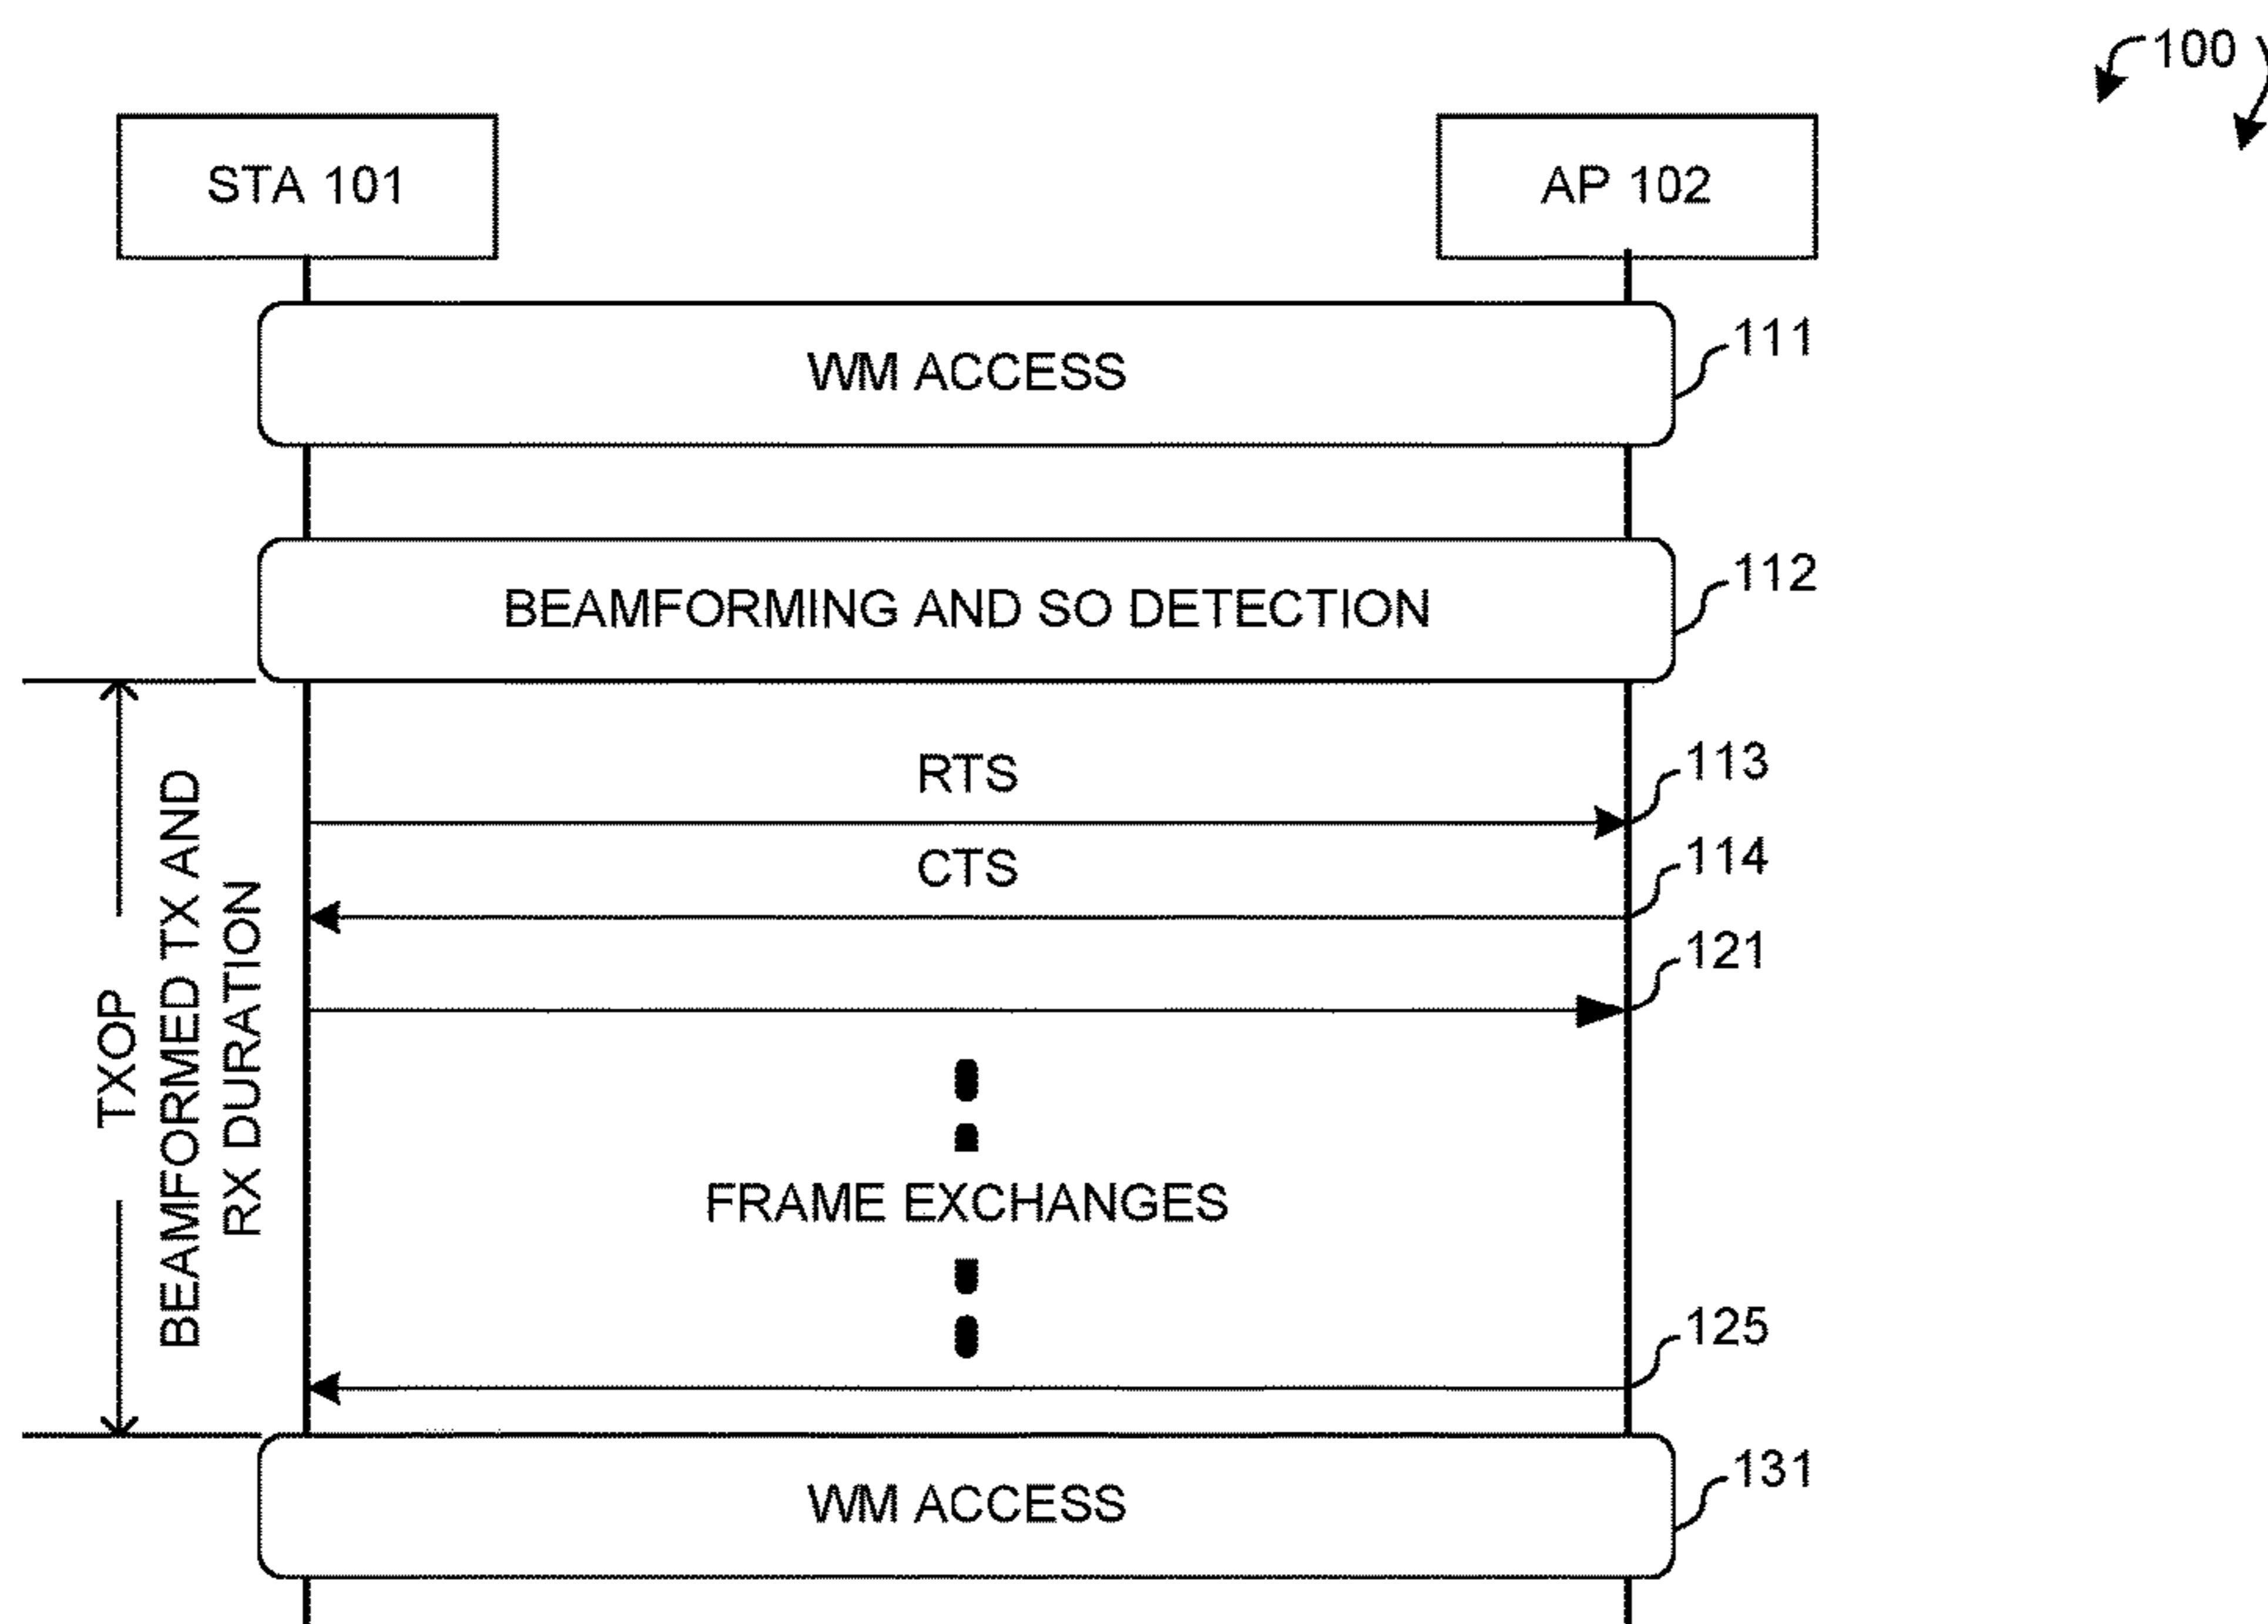 100
STA 101
AP 102
WM ACCESS
111
BEAMFORMING AND SO DETECTION
112
RTS
113
CTS
114
121
TXOP
BEAMFORMED TX AND
RX DURATION
FRAME EXCHANGES
125
WM ACCESS
131